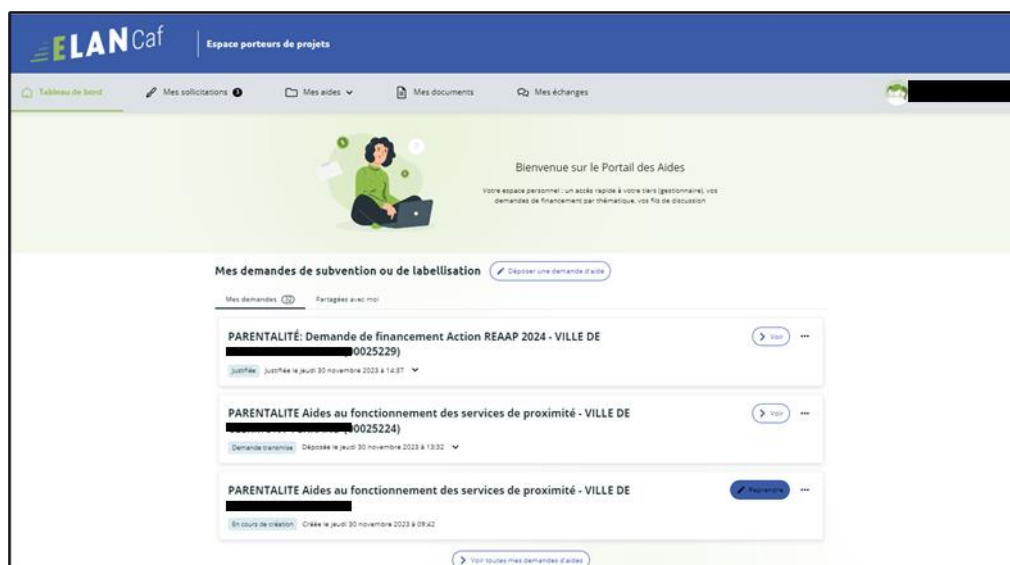 ELAN Caf
Espace porteurs de projets
Tableau de bord
Mes sollicitations 3
Mes aides
Mes documents
Mes échanges
Bienvenue sur le Portail des Aides
Votre espace personnel : un accès rapide à votre tiers (gestionnaire), vos
demandes de financement par thématique, vos fils de discussion
Mes demandes de subvention ou de labellisation
Déposer une demande d'aide
Mes demandes
Partagées avec moi
PARENTALITÉ: Demande de financement Action REAAP 2024 - VILLE DE
00025229)
Voir
Justifiée Justifiée le jeudi 30 novembre 2023 à 14:37
PARENTALITE Aides au fonctionnement des services de proximité - VILLE DE
00025224)
Voir
Demande transmise Déposée le jeudi 30 novembre 2023 à 13:32
PARENTALITE Aides au fonctionnement des services de proximité - VILLE DE
Reprendre
En cours de création Créée le jeudi 30 novembre 2023 à 09:42
Voir toutes mes demandes d'aides